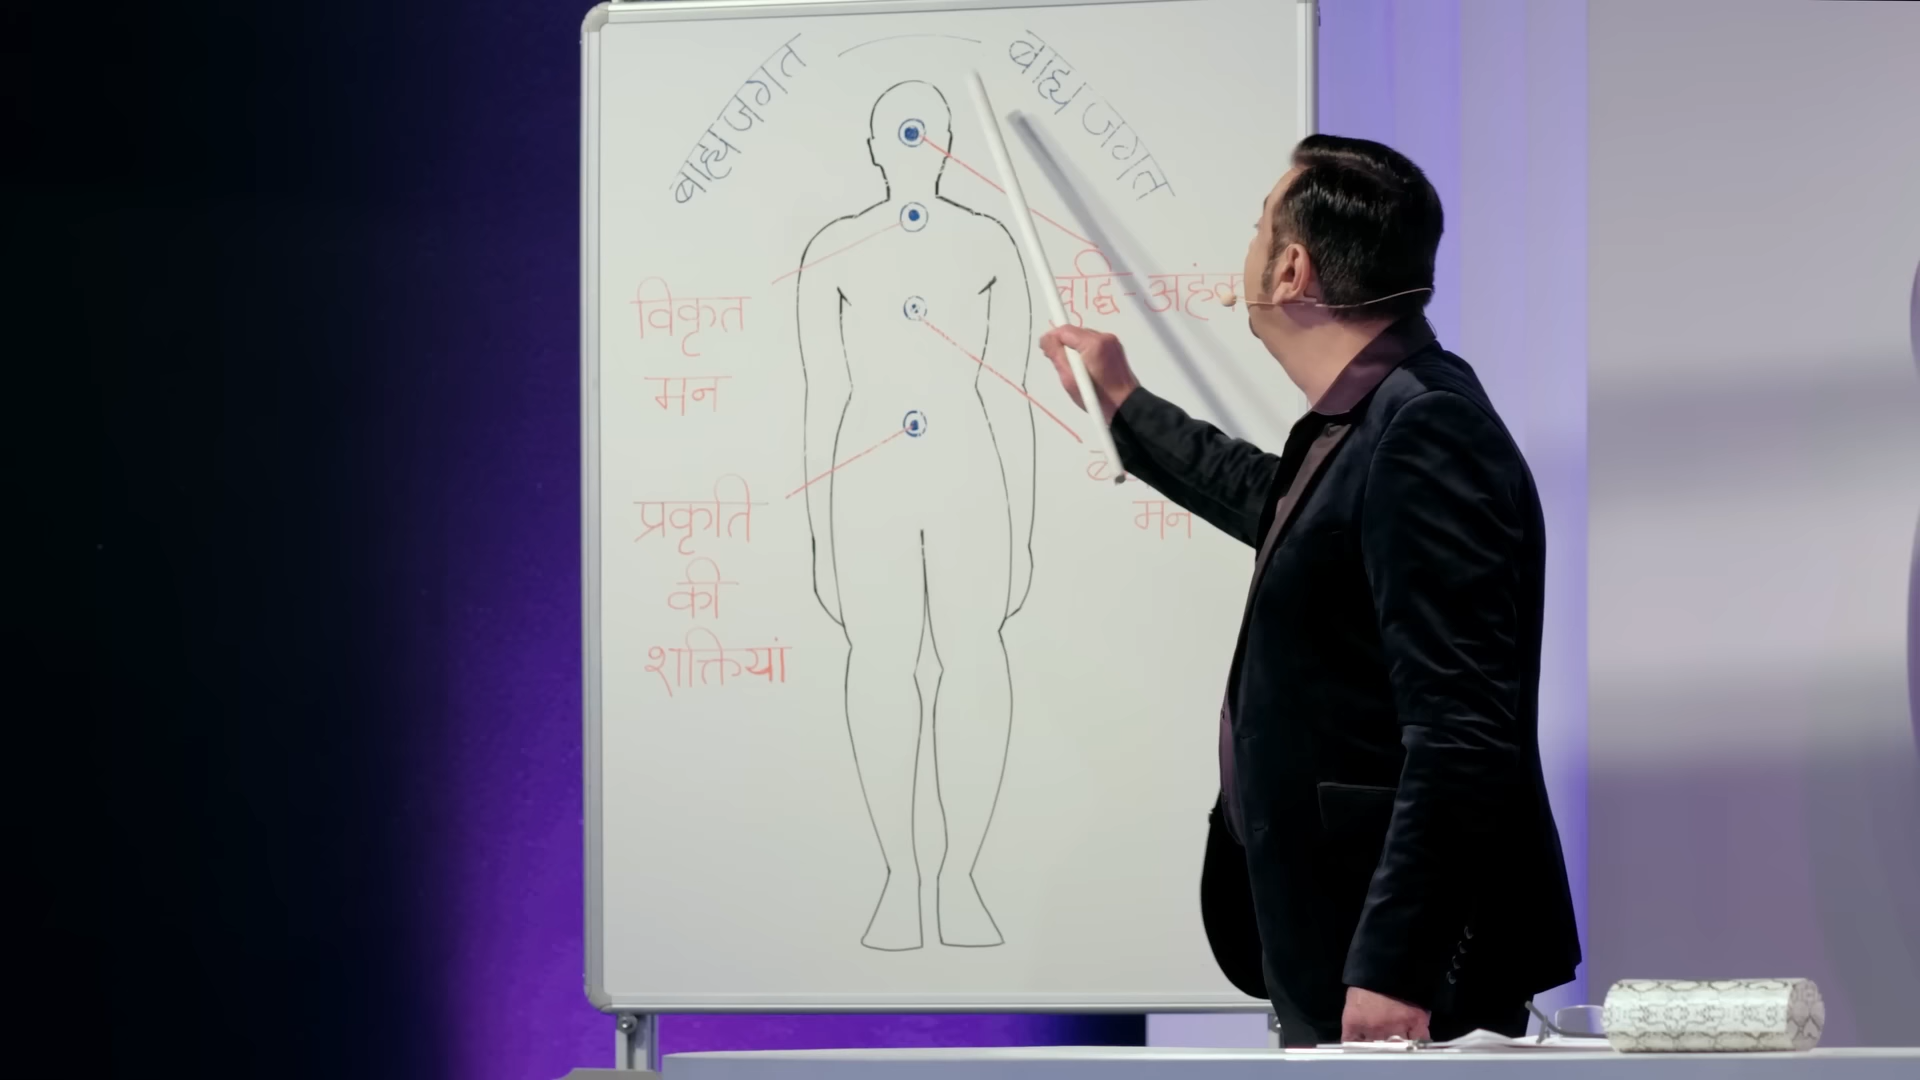 बाह्य जगत
बाह्य जगत
विकृत
मन
प्रकृति
की
शक्तियां
बुद्धि-
मन